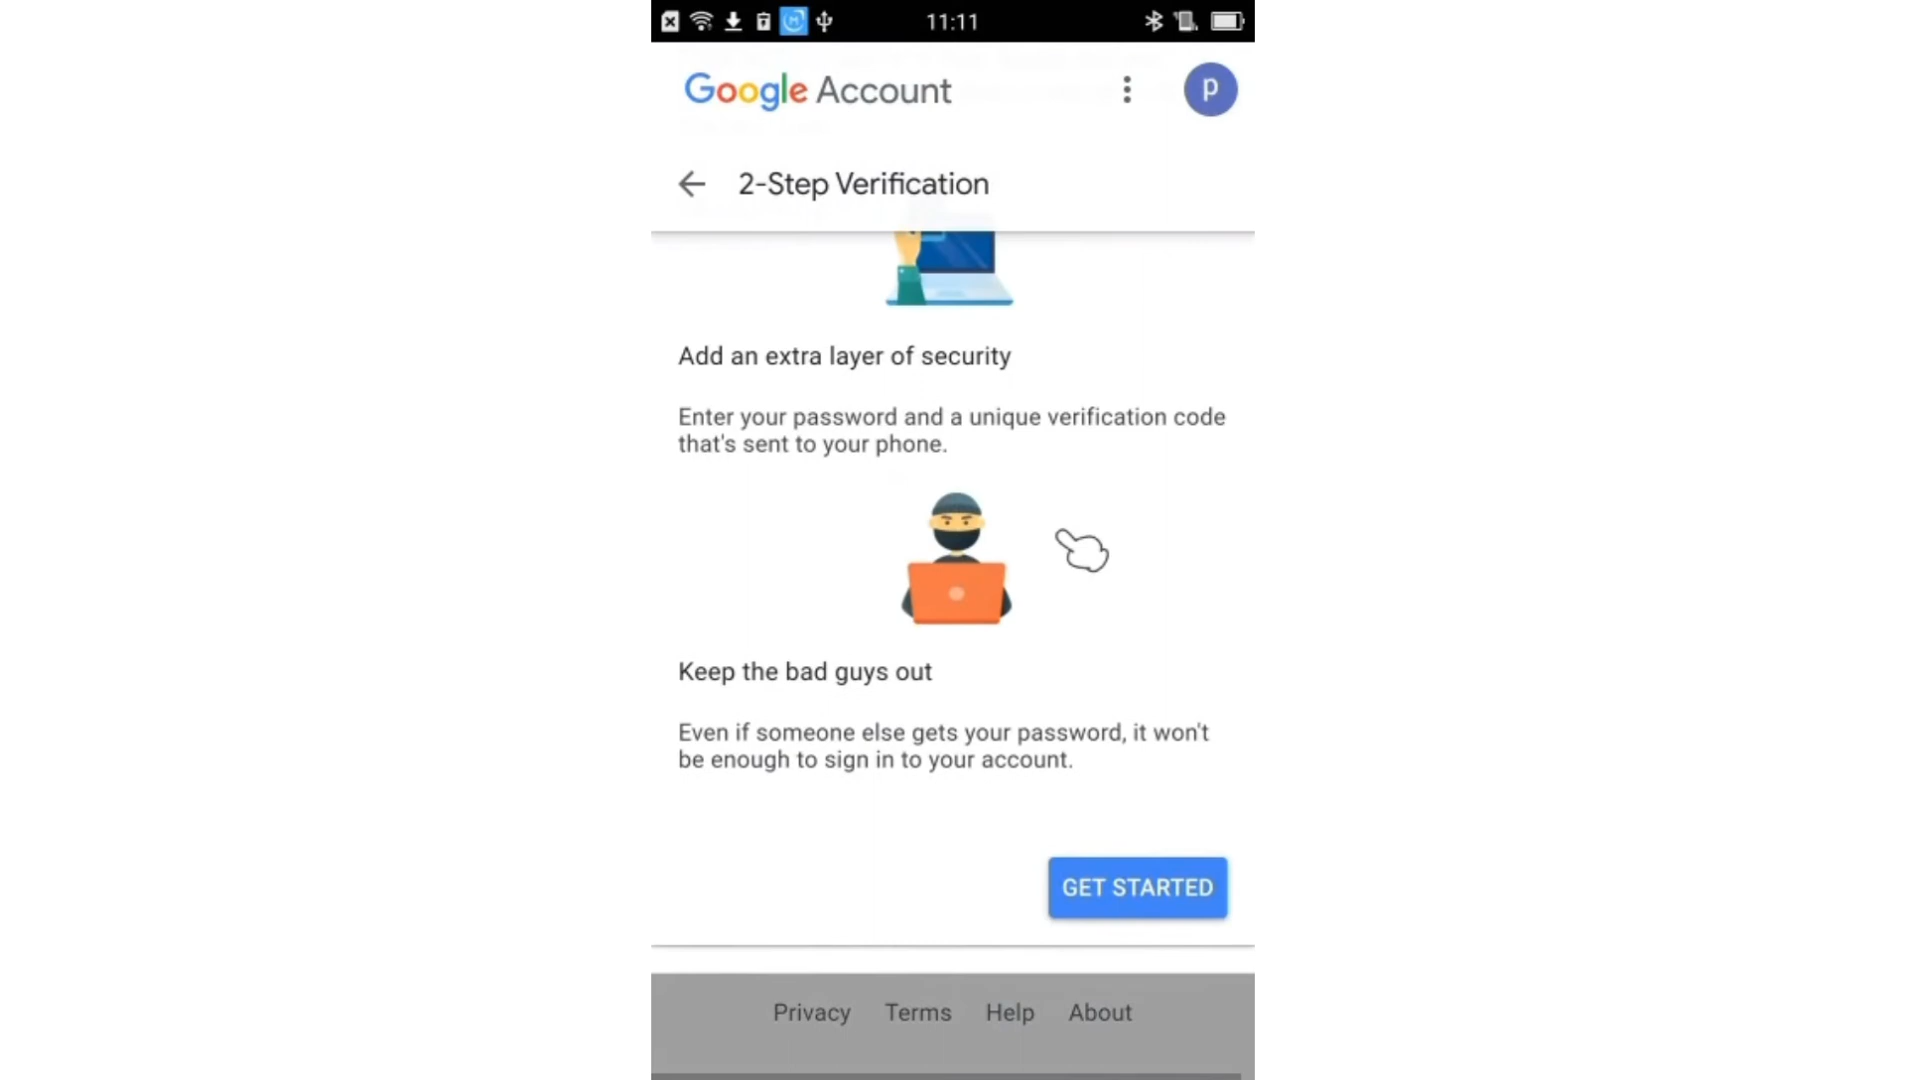 11:11
Google Account
p
2-Step Verification
Add an extra layer of security
Enter your password and a unique verification code
that's sent to your phone.
Keep the bad guys out
Even if someone else gets your password, it won't
be enough to sign in to your account.
GET STARTED
Privacy Terms Help About